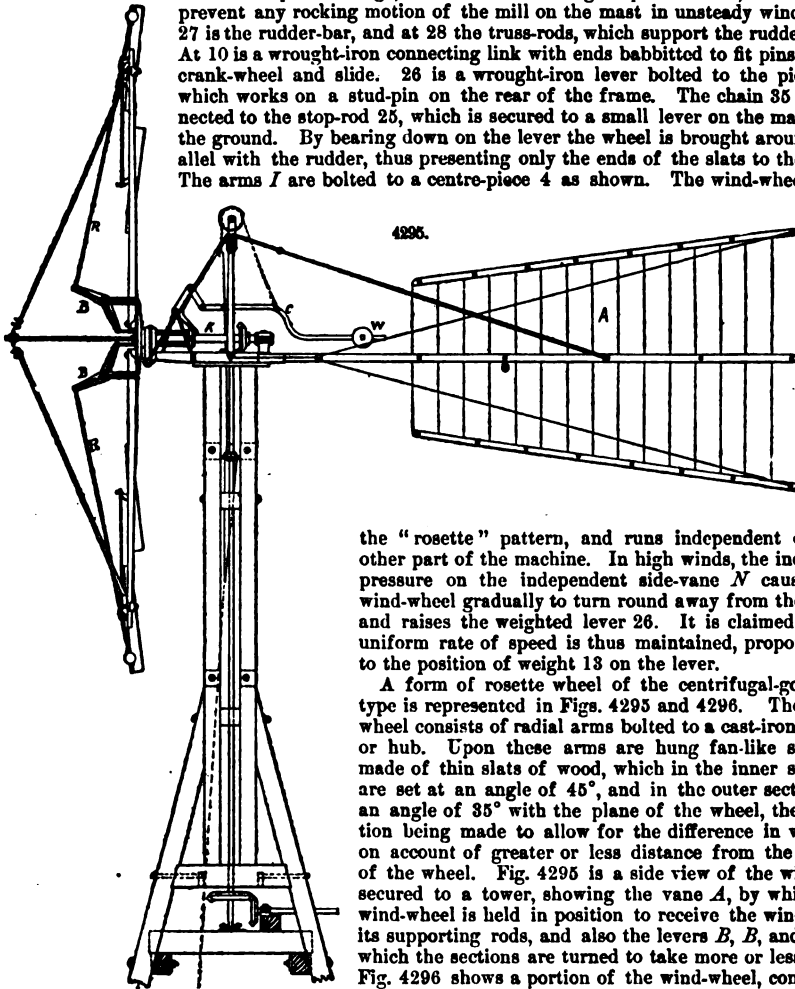 prevent any rocking motion of the mill on the mast in unsteady wind
27 is the rudder-bar, and at 28 the truss-rods, which support the rudde
At 10 is a wrought-iron connecting link with ends babbitted to fit pins
crank-wheel and slide. 26 is a wrought-iron lever bolted to the pi
which works on a stud-pin on the rear of the frame. The chain 35
nected to the stop-rod 25, which is secured to a small lever on the ma
the ground. By bearing down on the lever the wheel is brought arou
allel with the rudder, thus presenting only the ends of the slats to th
The arms I are bolted to a centre-piece 4 as shown. The wind-whee
4295.
R
B
K
C
W
A
B
B
the “rosette” pattern, and runs independent
other part of the machine. In high winds, the in
pressure on the independent side-vane N caus
wind-wheel gradually to turn round away from th
and raises the weighted lever 26. It is claimed
uniform rate of speed is thus maintained, propo
to the position of weight 13 on the lever.
A form of rosette wheel of the centrifugal-go
type is represented in Figs. 4295 and 4296. Th
wheel consists of radial arms bolted to a cast-iron
or hub. Upon these arms are hung fan-like s
made of thin slats of wood, which in the inner s
are set at an angle of 45°, and in the outer sect
an angle of 35° with the plane of the wheel, the
tion being made to allow for the difference in v
on account of greater or less distance from the
of the wheel. Fig. 4295 is a side view of the wi
secured to a tower, showing the vane A, by whi
wind-wheel is held in position to receive the win
its supporting rods, and also the levers B, B, and
which the sections are turned to take more or les
Fig. 4296 shows a portion of the wind-wheel, con